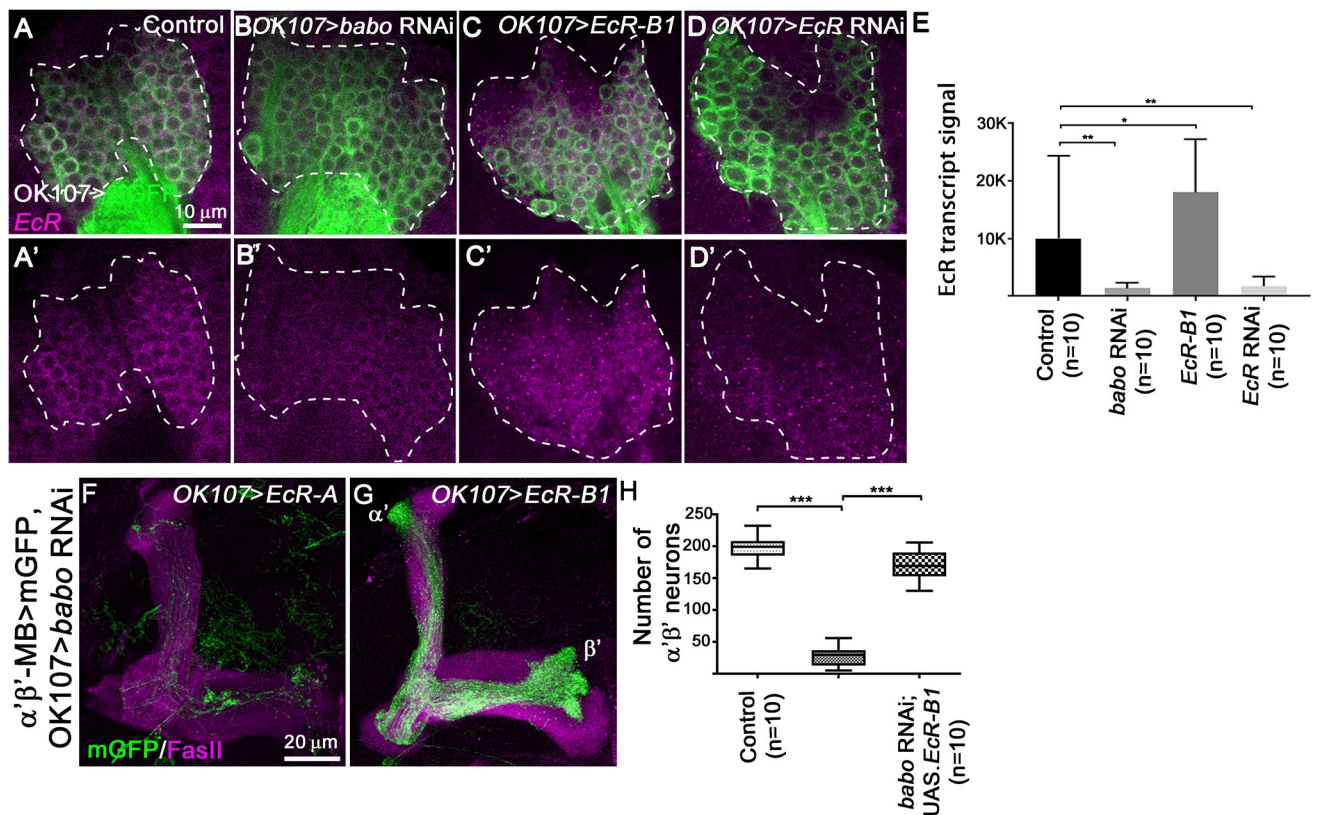 A
Control
B
OK107>babo RNAi
C
OK107>EcR-B1
D
OK107>EcR RNAi
OK107>
EcR
10 μm
A'
B'
C'
D'
E
EcR transcript signal
30K
20K
10K
**
*
**
Control
(n=10)
babo RNAi
(n=10)
EcR-B1
(n=10)
EcR RNAi
(n=10)
α'β'-MB>mGFP,
OK107>babo RNAi
F
OK107>EcR-A
mGFP/FasII
20 μm
G
OK107>EcR-B1
α'
β'
H
Number of
α'β' neurons
250
200
150
100
50
***
***
Control
(n=10)
babo RNAi;
UAS.EcR-B1
(n=10)